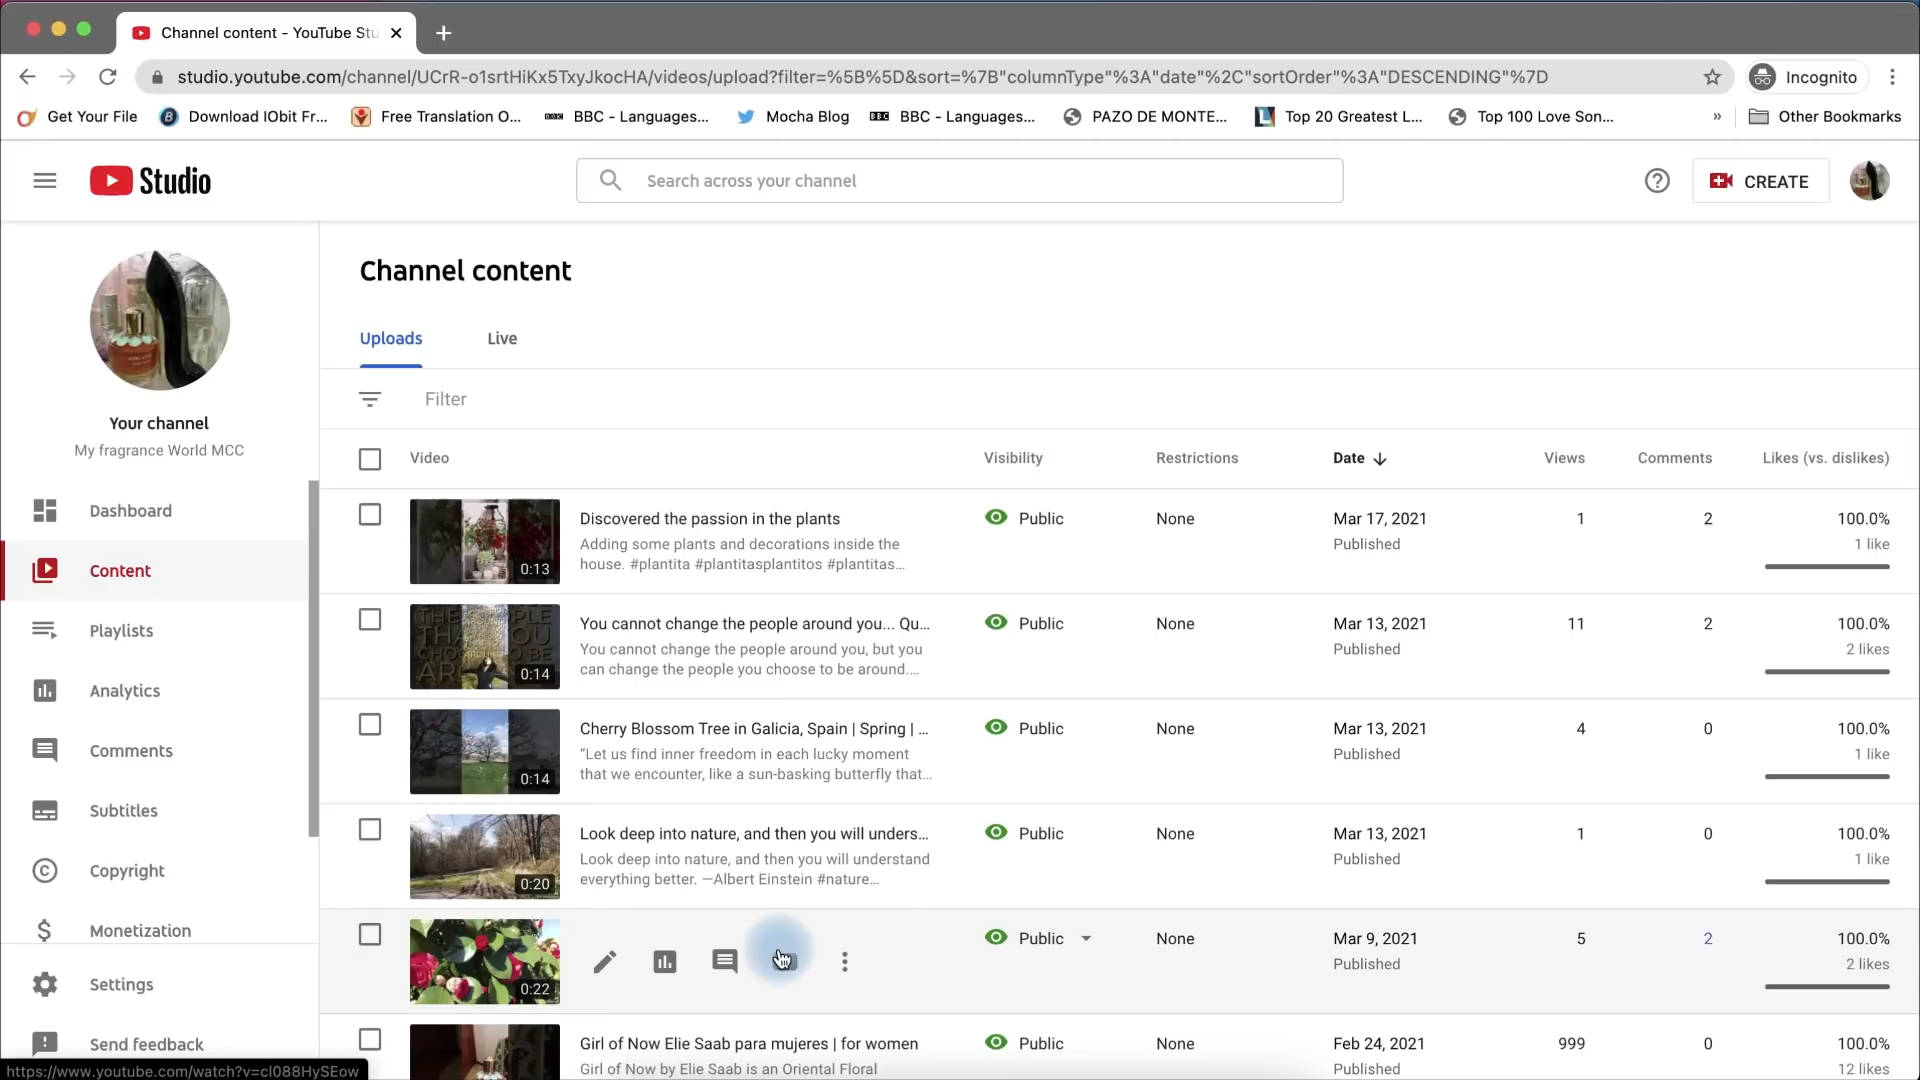 Channel content - YouTube Stu
studio.youtube.com/channel/UCrR-o1srtHiKx5TxyJkocHA/videos/upload?filter=%5B%5D&sort=%7B"columnType"%3A"date"%2C"sortOrder"%3A"DESCENDING"%7D
Incognito
Get Your File
Download IObit Fr...
Free Translation O...
BBC - Languages...
Mocha Blog
BBC - Languages...
PAZO DE MONTE...
Top 20 Greatest L...
Top 100 Love Son...
»
Other Bookmarks
Studio
Search across your channel
CREATE
Your channel
My fragrance World MCC
Dashboard
Content
Playlists
Analytics
Comments
Subtitles
Copyright
Monetization
Settings
Send feedback
Channel content
Uploads
Live
Filter
Video
Visibility
Restrictions
Date
Views
Comments
Likes (vs. dislikes)
0:13
Discovered the passion in the plants
Adding some plants and decorations inside the
house. #plantita #plantitasplantitos #plantitas...
Public
None
Mar 17, 2021
Published
1
2
100.0%
1 like
THE PEOPLE
THAT YOU
CHOOSE TO BE
AROUND
0:14
You cannot change the people around you... Qu...
You cannot change the people around you, but you
can change the people you choose to be around....
Public
None
Mar 13, 2021
Published
11
2
100.0%
2 likes
0:14
Cherry Blossom Tree in Galicia, Spain | Spring | ...
“Let us find inner freedom in each lucky moment
that we encounter, like a sun-basking butterfly that...
Public
None
Mar 13, 2021
Published
4
0
100.0%
1 like
0:20
Look deep into nature, and then you will unders...
Look deep into nature, and then you will understand
everything better. —Albert Einstein #nature...
Public
None
Mar 13, 2021
Published
1
0
100.0%
1 like
0:22
Public
None
Mar 9, 2021
Published
5
2
100.0%
2 likes
Girl of Now Elie Saab para mujeres | for women
Girl of Now by Elie Saab is an Oriental Floral
Public
None
Feb 24, 2021
Published
999
0
100.0%
12 likes
https://www.youtube.com/watch?v=cl088HySEow